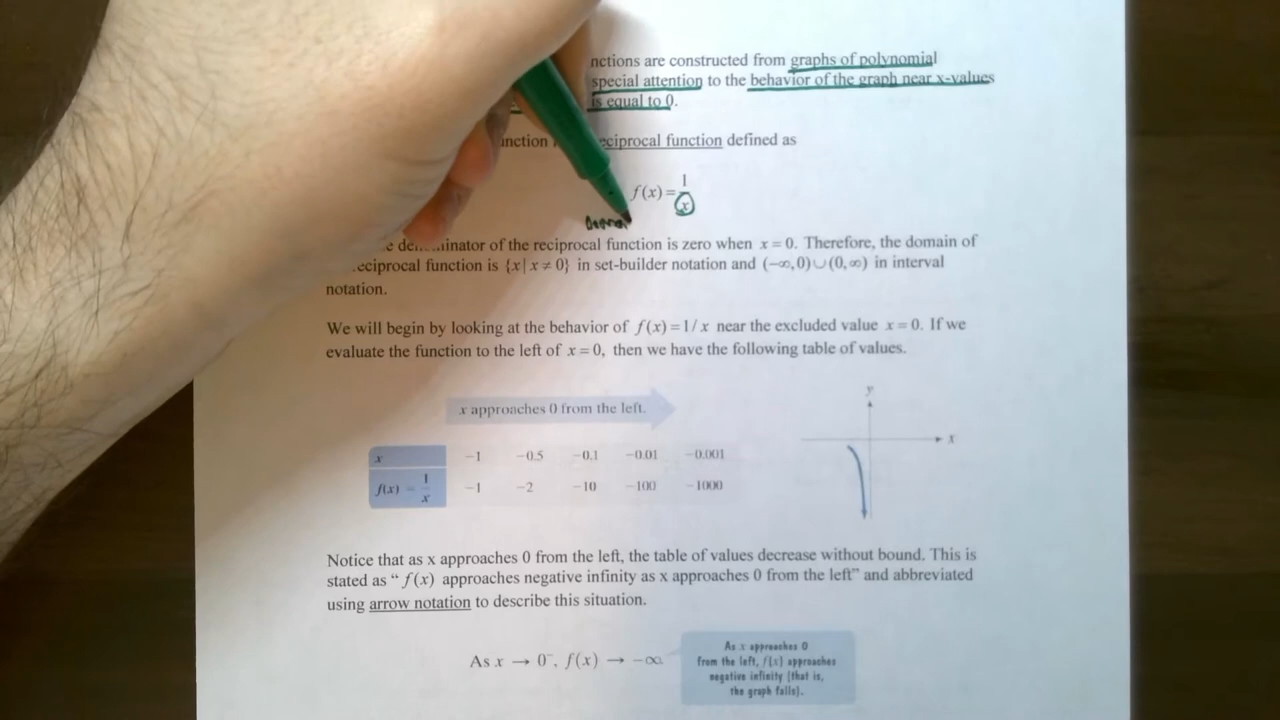 nctions are constructed from graphs of polynomial
special attention to the behavior of the graph near x-values
is equal to 0.
nction eciprocal function defined as
f(x) = 1/x
e de...minator of the reciprocal function is zero when x = 0. Therefore, the domain of
eciprocal function is {x | x ≠ 0} in set-builder notation and (−∞,0)∪(0,∞) in interval
notation.
We will begin by looking at the behavior of f(x) = 1/x near the excluded value x = 0. If we
evaluate the function to the left of x = 0, then we have the following table of values.
x approaches 0 from the left.
y
x
x −1 −0.5 −0.1 −0.01 −0.001
f(x) = 1/x −1 −2 −10 −100 −1000
Notice that as x approaches 0 from the left, the table of values decrease without bound. This is
stated as “ f(x) approaches negative infinity as x approaches 0 from the left” and abbreviated
using arrow notation to describe this situation.
As x → 0⁻, f(x) → −∞.
As x approaches 0
from the left, f(x) approaches
negative infinity (that is,
the graph falls).